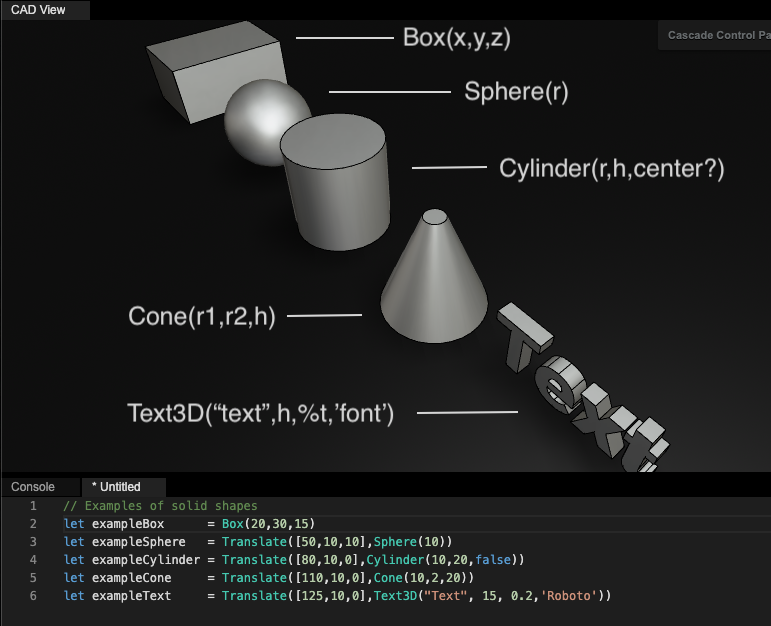 CAD View
Cascade Control Pa
Box(x,y,z)
Sphere(r)
Cylinder(r,h,center?)
Cone(r1,r2,h)
Text
Text3D(“text”,h,%t,’font’)
Console
* Untitled
1 // Examples of solid shapes
2 let exampleBox = Box(20,30,15)
3 let exampleSphere = Translate([50,10,10],Sphere(10))
4 let exampleCylinder = Translate([80,10,0],Cylinder(10,20,false))
5 let exampleCone = Translate([110,10,0],Cone(10,2,20))
6 let exampleText = Translate([125,10,0],Text3D("Text", 15, 0.2,'Roboto'))